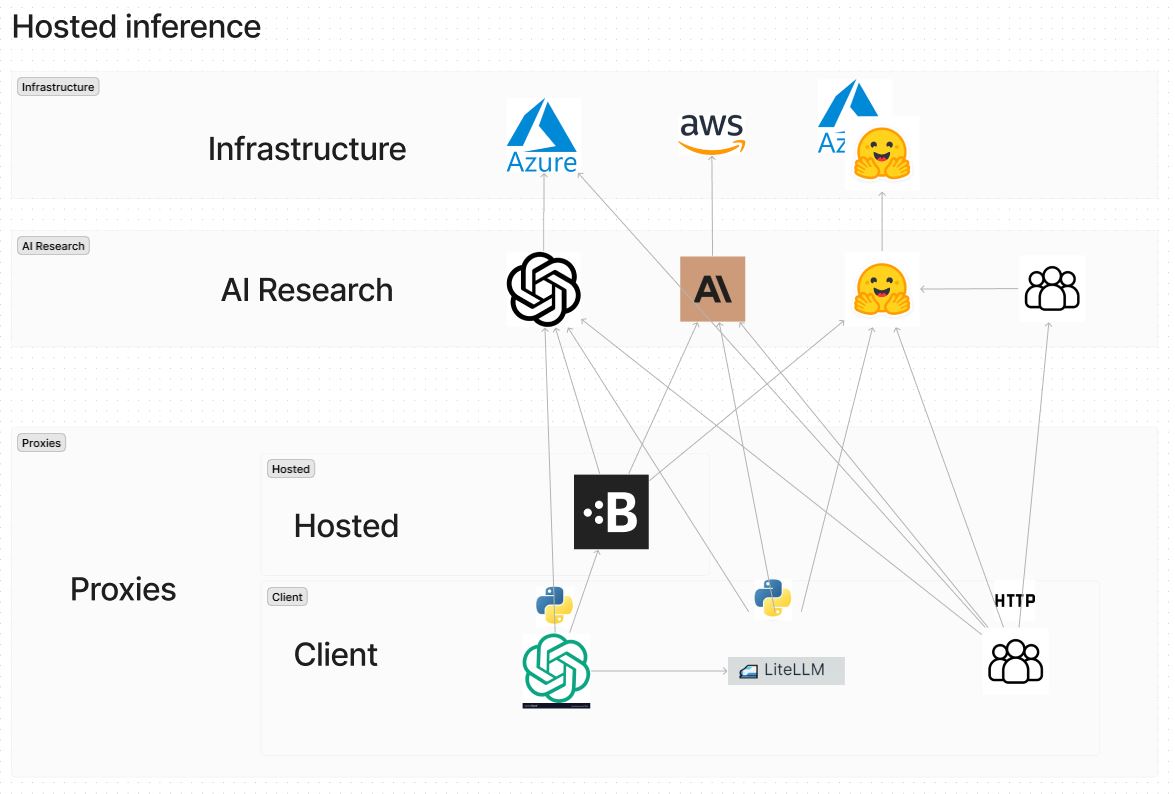 Hosted inference
Infrastructure
Infrastructure
Azure
aws
Az
AI Research
AI Research
A\
Proxies
Hosted
B
Hosted
Proxies
Client
HTTP
Client
LiteLLM